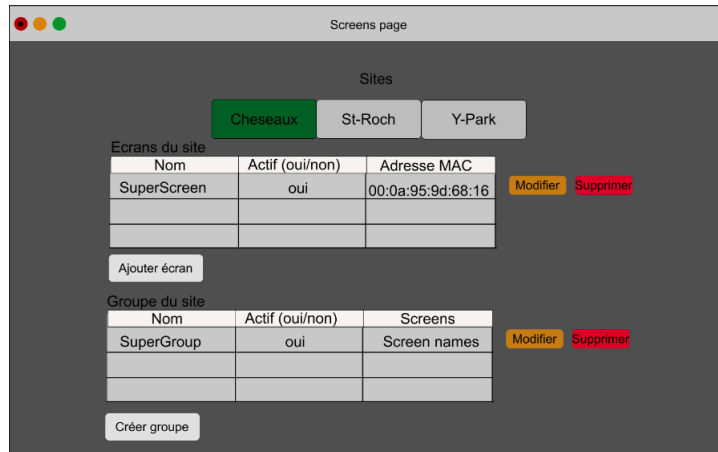 Screens page
Sites
Cheseaux St-Roch Y-Park
Ecrans du site
Nom Actif (oui/non) Adresse MAC
SuperScreen oui 00:0a:95:9d:68:16 Modifier Supprimer
Ajouter écran
Groupe du site
Nom Actif (oui/non) Screens
SuperGroup oui Screen names Modifier Supprimer
Créer groupe